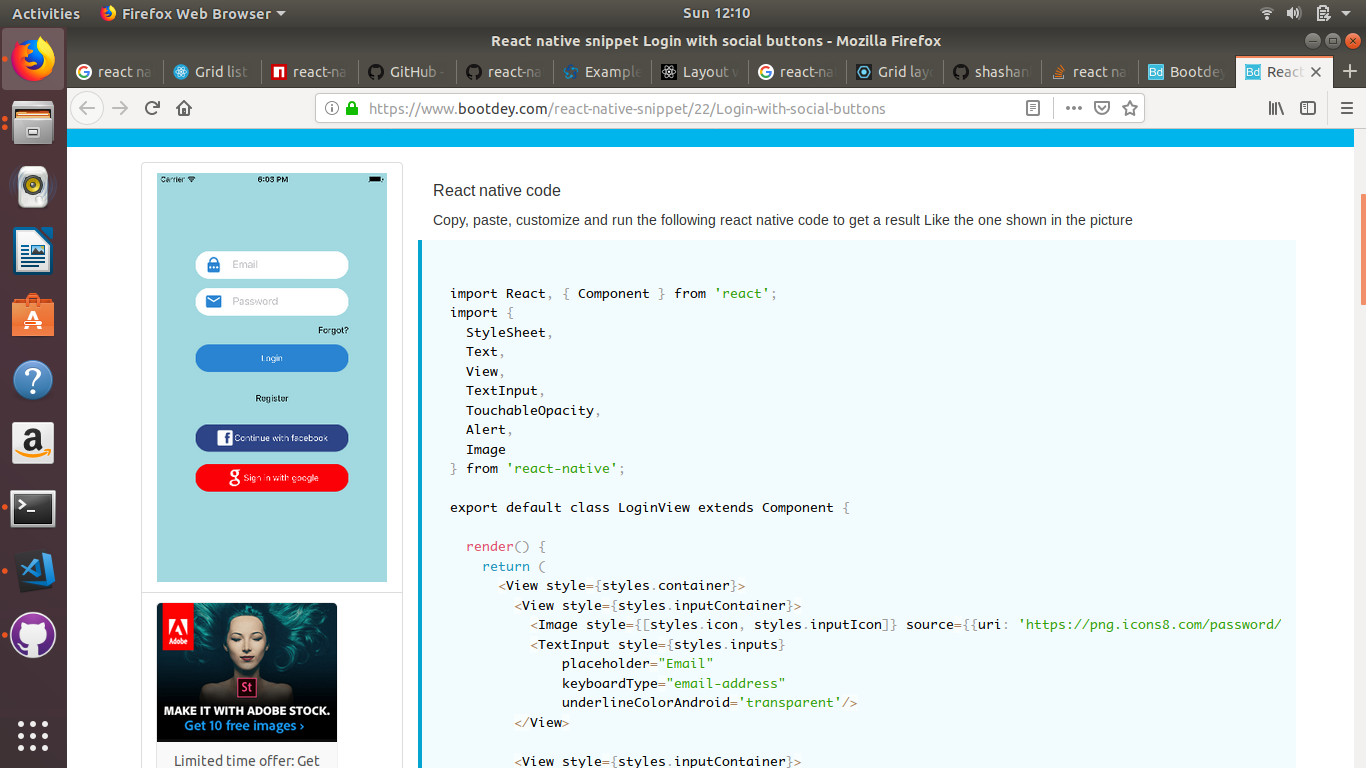 Activities
Firefox Web Browser
Sun 12:10
React native snippet Login with social buttons - Mozilla Firefox
react na
Grid list
react-na
GitHub -
react-na
Example
Layout w
react-na
Grid layo
shashan
react na
Bootdey
React
https://www.bootdey.com/react-native-snippet/22/Login-with-social-buttons
Carrier
6:03 PM
Email
Password
Forgot?
Login
Register
Continue with facebook
Sign in with google
Adobe
St
MAKE IT WITH ADOBE STOCK.
Get 10 free images ›
Limited time offer: Get
React native code
Copy, paste, customize and run the following react native code to get a result Like the one shown in the picture
import React, { Component } from 'react';
import {
  StyleSheet,
  Text,
  View,
  TextInput,
  TouchableOpacity,
  Alert,
  Image
} from 'react-native';
export default class LoginView extends Component {
  render() {
    return (
      <View style={styles.container}>
        <View style={styles.inputContainer}>
          <Image style={[styles.icon, styles.inputIcon]} source={{uri: 'https://png.icons8.com/password/
          <TextInput style={styles.inputs}
              placeholder="Email"
              keyboardType="email-address"
              underlineColorAndroid='transparent'/>
        </View>
        <View style={styles.inputContainer}>